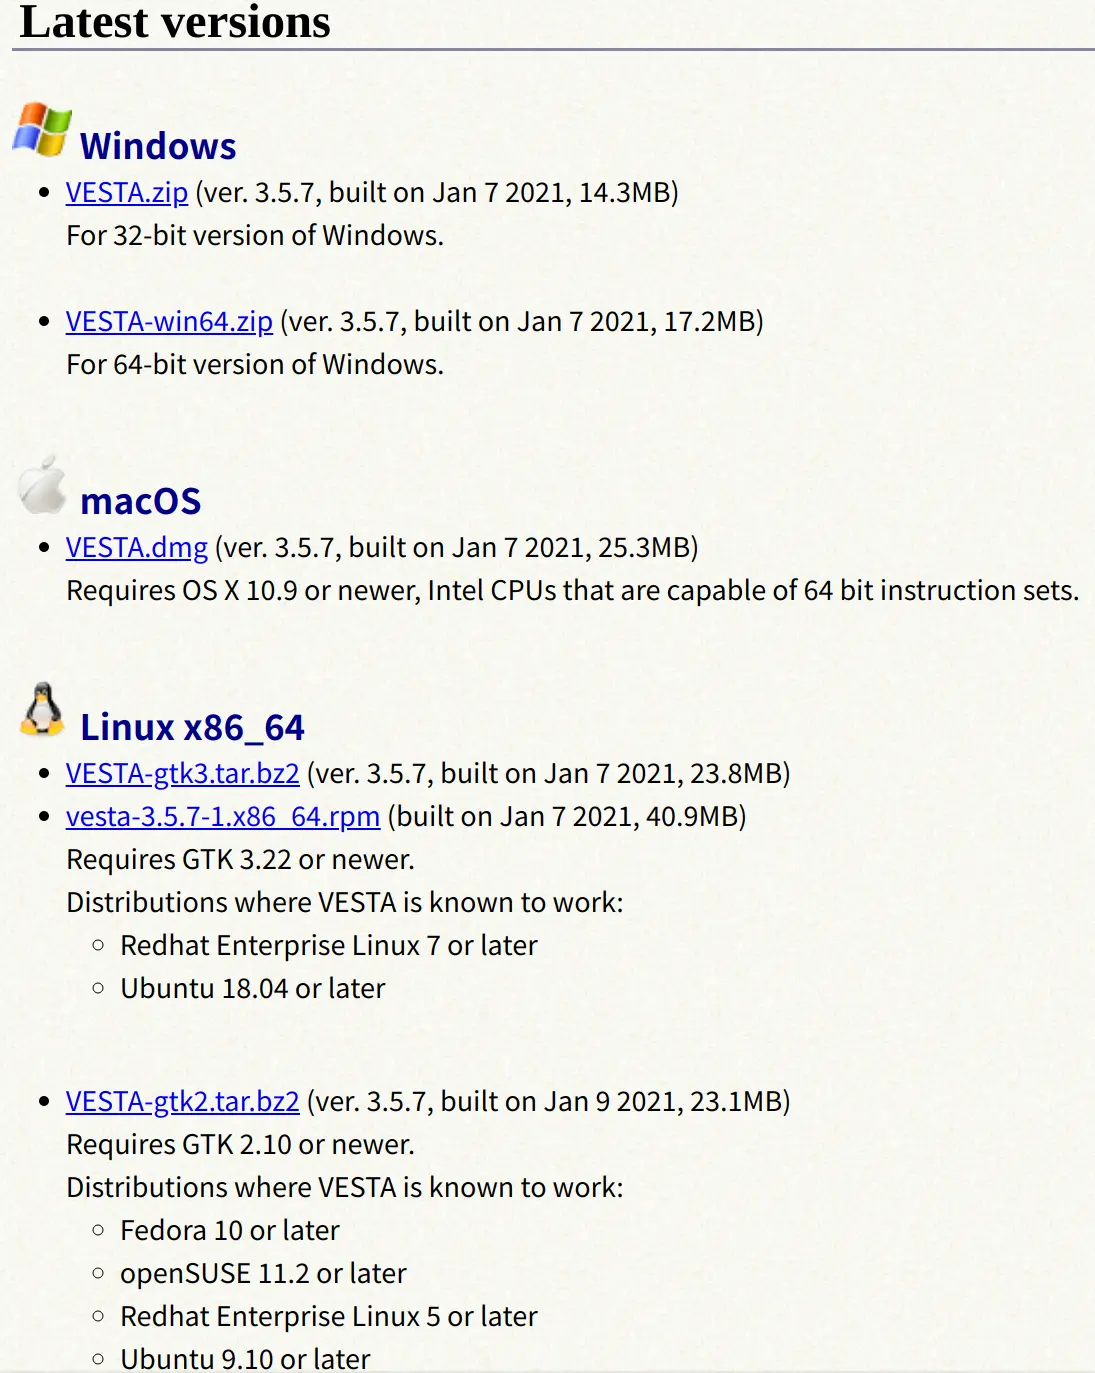 Latest versions
Windows
VESTA.zip (ver. 3.5.7, built on Jan 7 2021, 14.3MB)
For 32-bit version of Windows.
VESTA-win64.zip (ver. 3.5.7, built on Jan 7 2021, 17.2MB)
For 64-bit version of Windows.
macOS
VESTA.dmg (ver. 3.5.7, built on Jan 7 2021, 25.3MB)
Requires OS X 10.9 or newer, Intel CPUs that are capable of 64 bit instruction sets.
Linux x86_64
VESTA-gtk3.tar.bz2 (ver. 3.5.7, built on Jan 7 2021, 23.8MB)
vesta-3.5.7-1.x86_64.rpm (built on Jan 7 2021, 40.9MB)
Requires GTK 3.22 or newer.
Distributions where VESTA is known to work:
Redhat Enterprise Linux 7 or later
Ubuntu 18.04 or later
VESTA-gtk2.tar.bz2 (ver. 3.5.7, built on Jan 9 2021, 23.1MB)
Requires GTK 2.10 or newer.
Distributions where VESTA is known to work:
Fedora 10 or later
openSUSE 11.2 or later
Redhat Enterprise Linux 5 or later
Ubuntu 9.10 or later